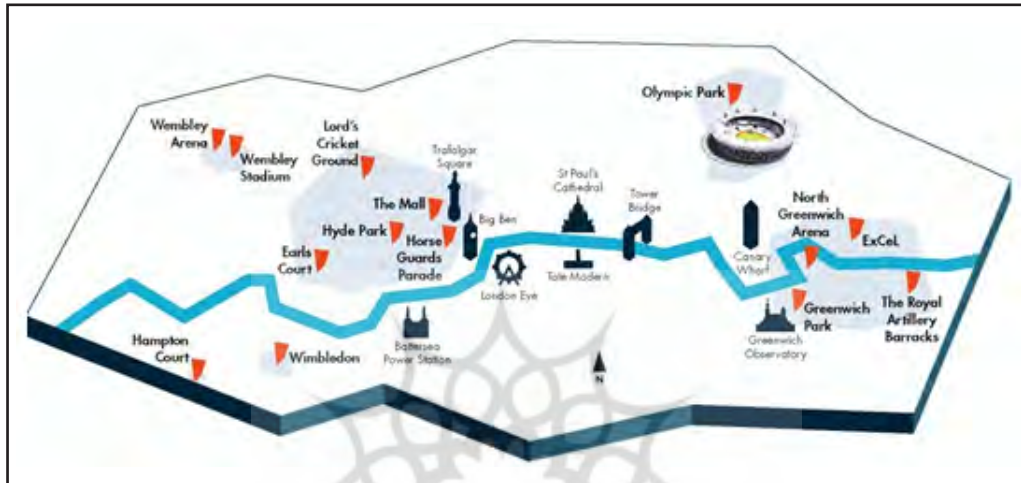 Olympic Park
Wembley
Arena
Wembley
Stadium
Lord's
Cricket
Ground
Trafalgar
Square
St Paul's
Cathedral
Tower
Bridge
The Mall
Hyde Park
Horse
Guards
Parade
Big Ben
Earls
Court
London Eye
Tate Modern
Canary
Wharf
North
Greenwich
Arena
ExCeL
Greenwich
Park
The Royal
Artillery
Barracks
Greenwich
Observatory
Hampton
Court
Wimbledon
Battersea
Power Station
N